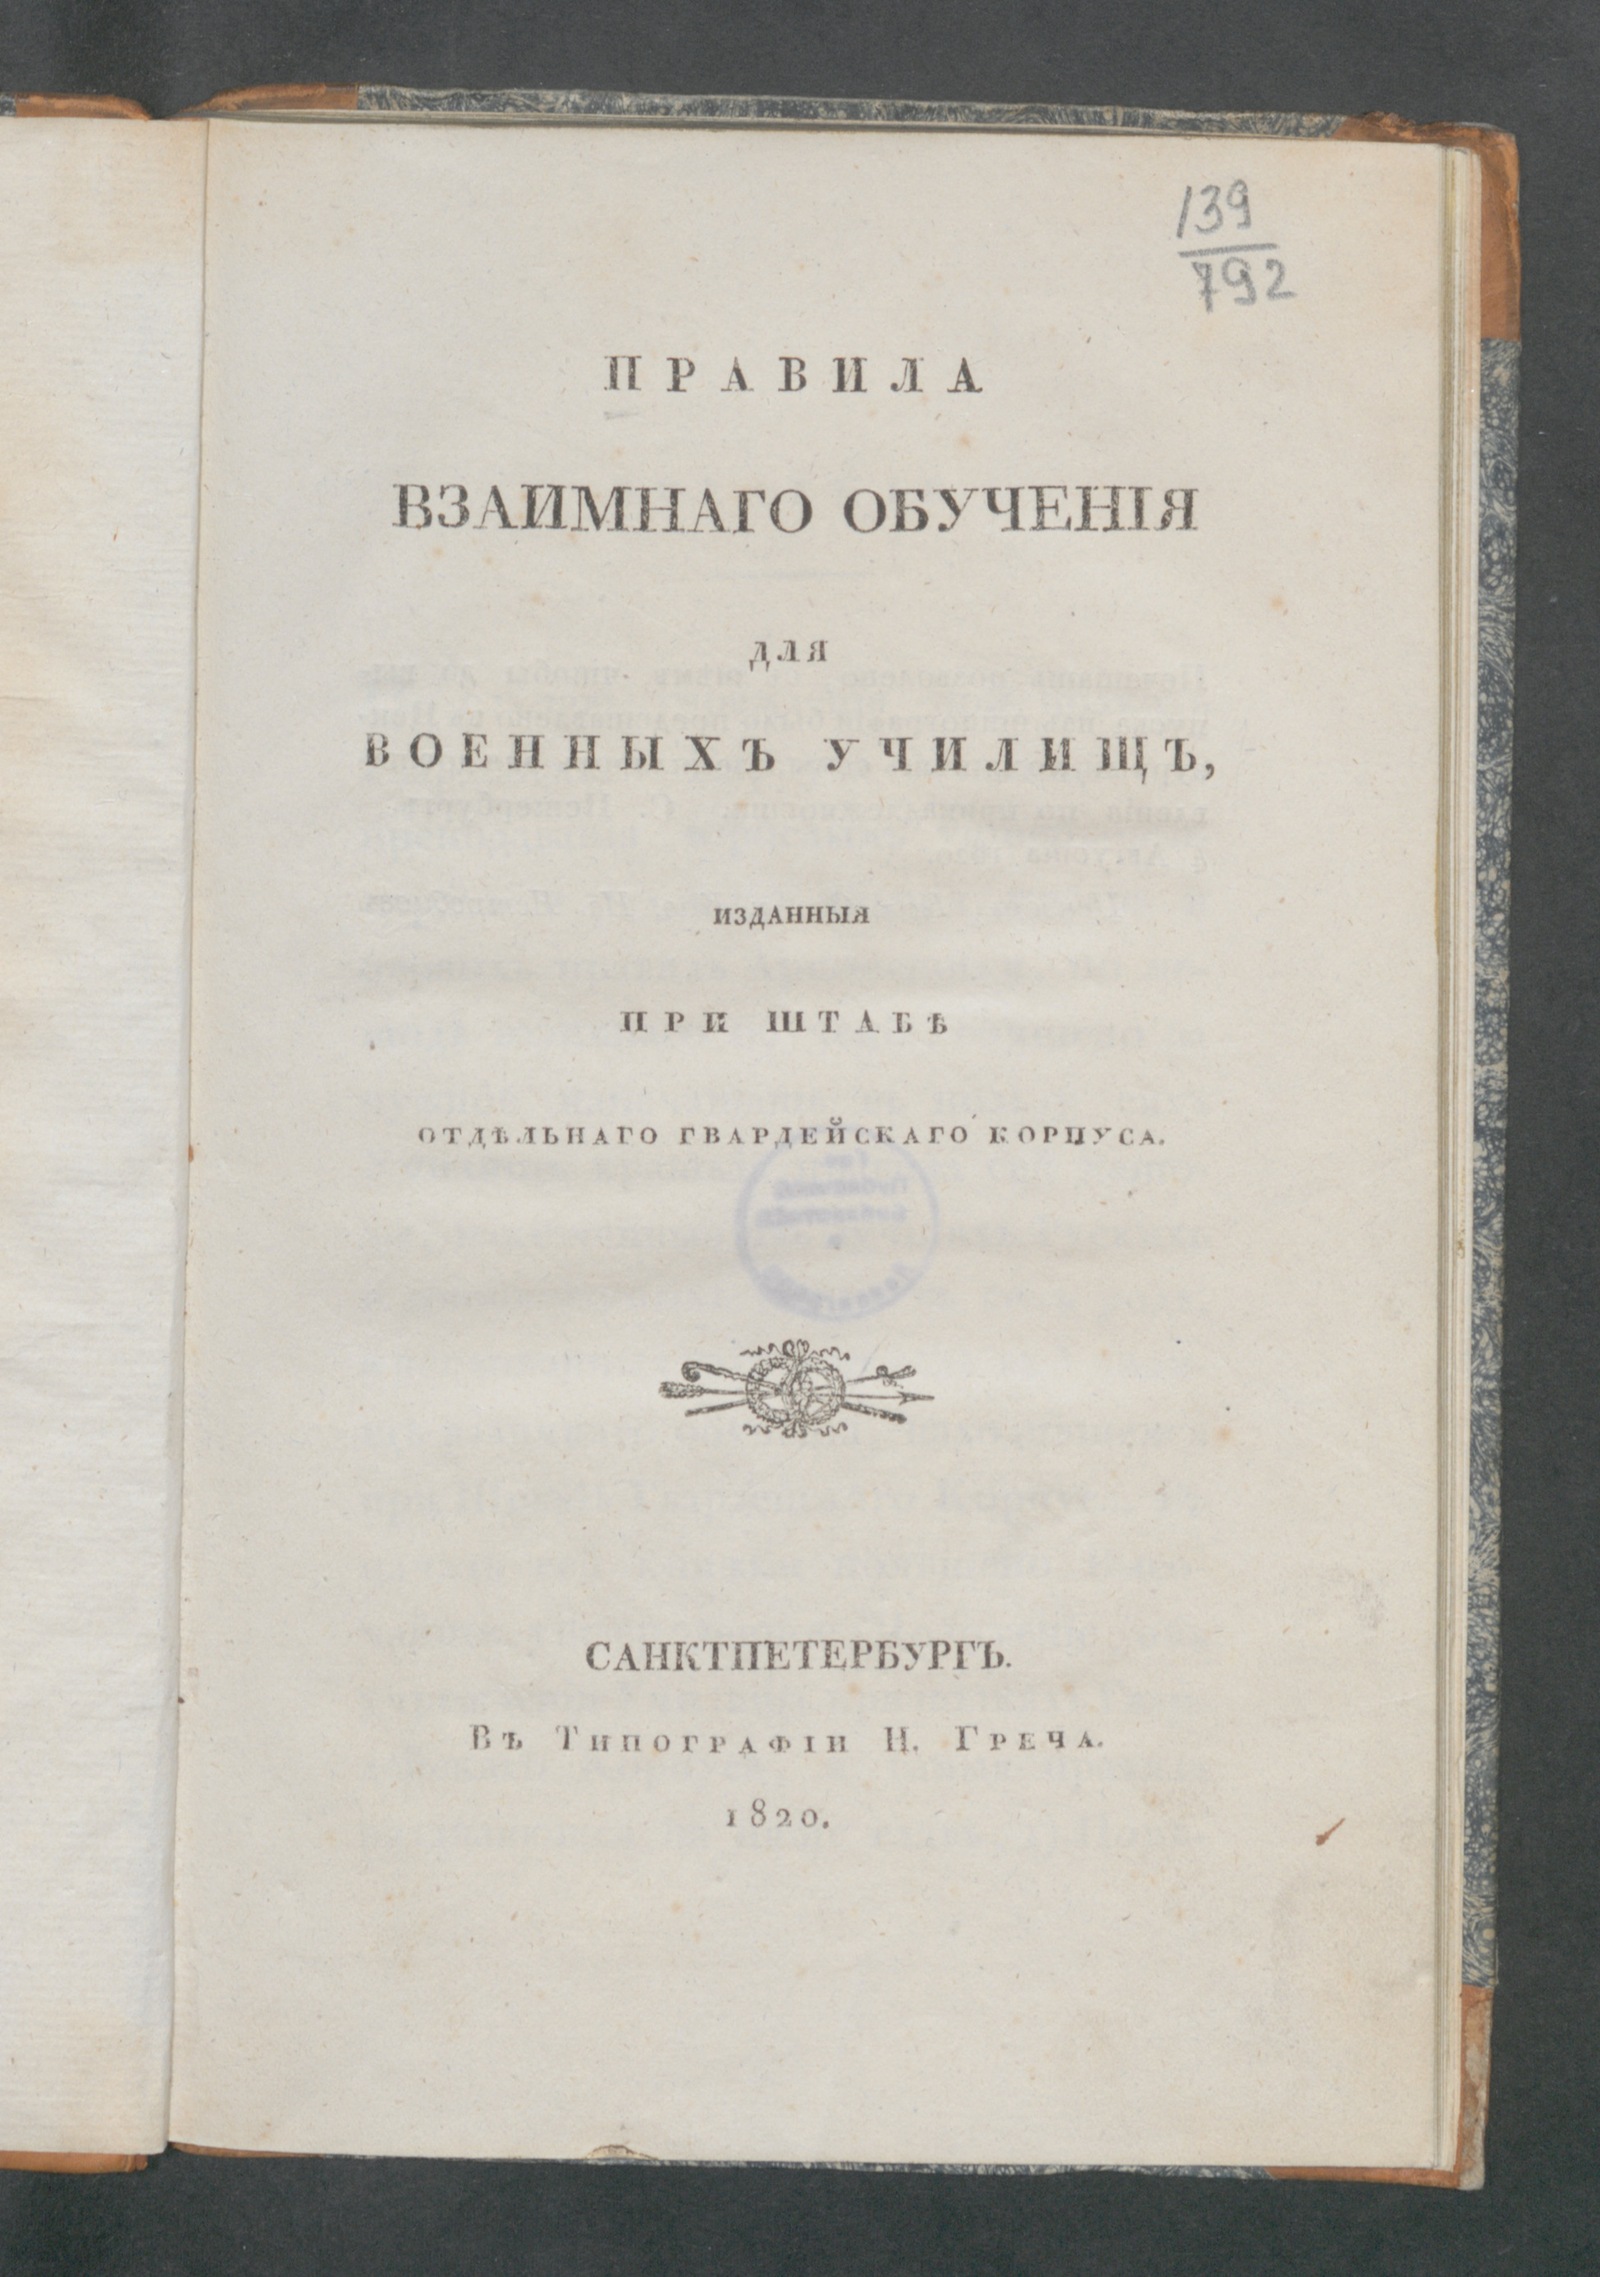 139
792
ПРАВИЛА
ВЗАИМНАГО ОБУЧЕНІЯ
ДЛЯ
ВОЕННЫХЪ УЧИЛИЩЪ,
ИЗДАННЫЯ
ПРИ ШТАБѢ
ОТДѢЛЬНАГО ГВАРДЕЙСКАГО КОРПУСА.
САНКТПЕТЕРБУРГЪ.
Въ Типографіи Н. Греча.
1820.